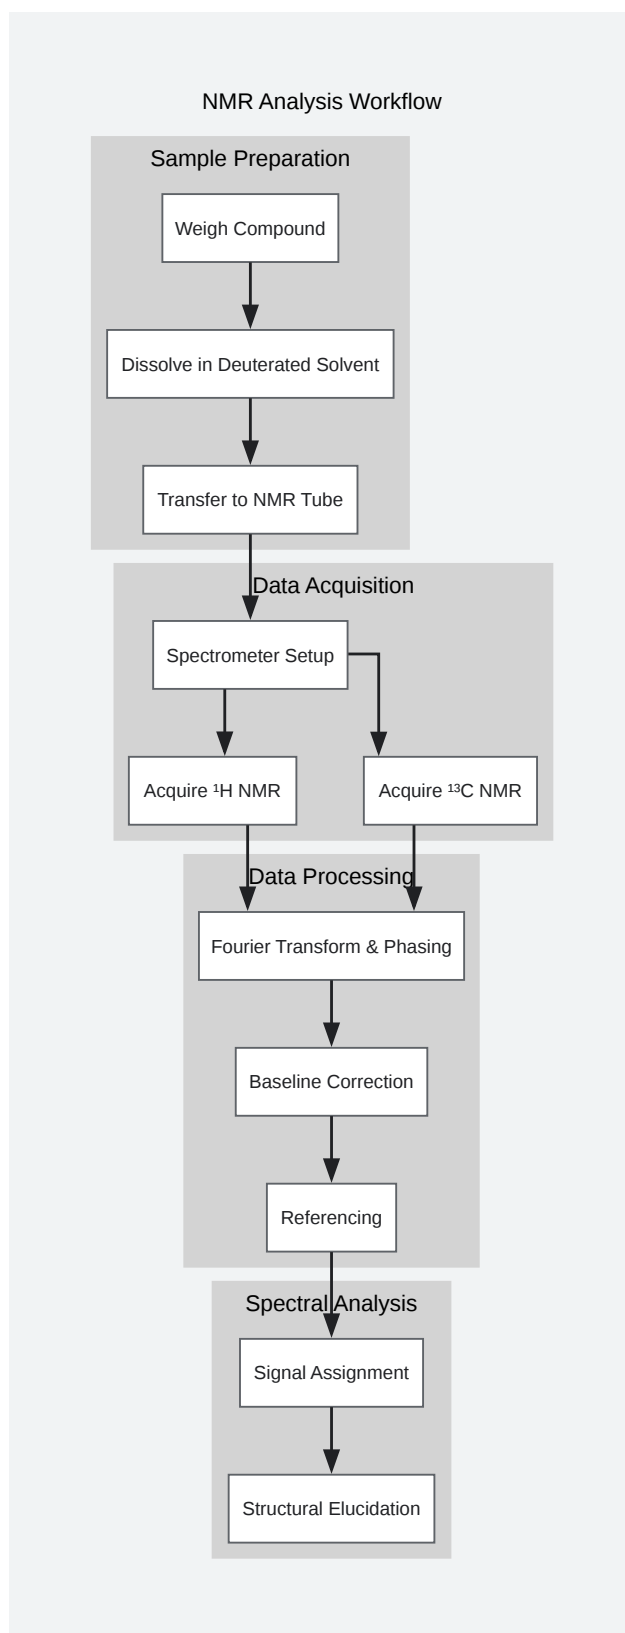 NMR Analysis Workflow
Sample Preparation
Weigh Compound
Dissolve in Deuterated Solvent
Transfer to NMR Tube
Data Acquisition
Spectrometer Setup
Acquire ¹H NMR
Acquire ¹³C NMR
Data Processing
Fourier Transform & Phasing
Baseline Correction
Referencing
Spectral Analysis
Signal Assignment
Structural Elucidation